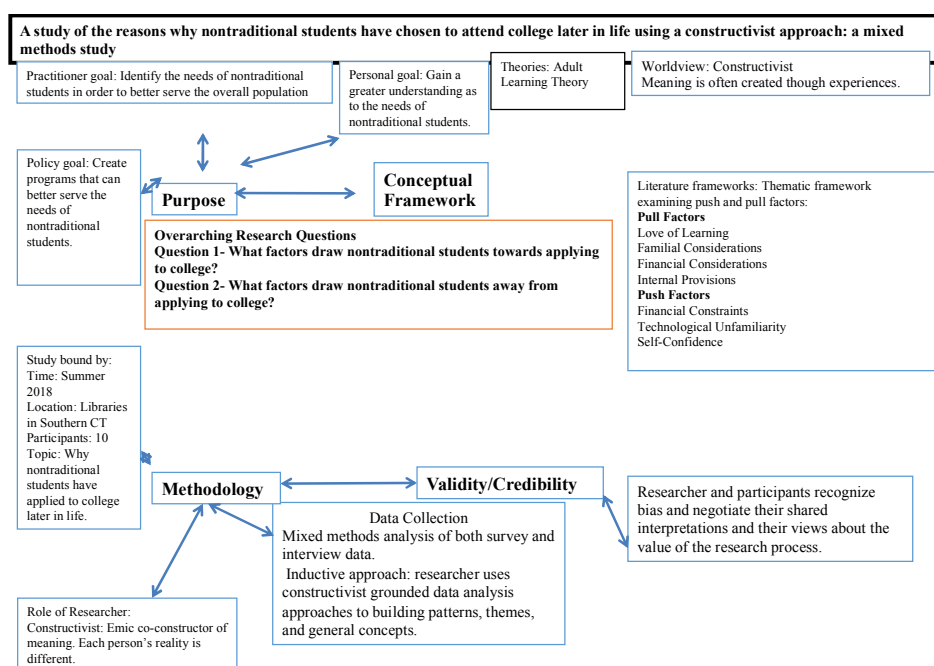 A study of the reasons why nontraditional students have chosen to attend college later in life using a constructivist approach: a mixed
methods study
Practitioner goal: Identify the needs of nontraditional
students in order to better serve the overall population
Personal goal: Gain a
greater understanding as
to the needs of
nontraditional students.
Theories: Adult
Learning Theory
Worldview: Constructivist
Meaning is often created though experiences.
Policy goal: Create
programs that can
better serve the
needs of
nontraditional
students.
Purpose
Conceptual
Framework
Overarching Research Questions
Question 1- What factors draw nontraditional students towards applying
to college?
Question 2- What factors draw nontraditional students away from
applying to college?
Literature frameworks: Thematic framework
examining push and pull factors:
Pull Factors
Love of Learning
Familial Considerations
Financial Considerations
Internal Provisions
Push Factors
Financial Constraints
Technological Unfamiliarity
Self-Confidence
Study bound by:
Time: Summer
2018
Location: Libraries
in Southern CT
Participants: 10
Topic: Why
nontraditional
students have
applied to college
later in life.
Methodology
Validity/Credibility
Researcher and participants recognize
bias and negotiate their shared
interpretations and their views about the
value of the research process.
Data Collection
Mixed methods analysis of both survey and
interview data.
Inductive approach: researcher uses
constructivist grounded data analysis
approaches to building patterns, themes,
and general concepts.
Role of Researcher:
Constructivist: Emic co-constructor of
meaning. Each person's reality is
different.